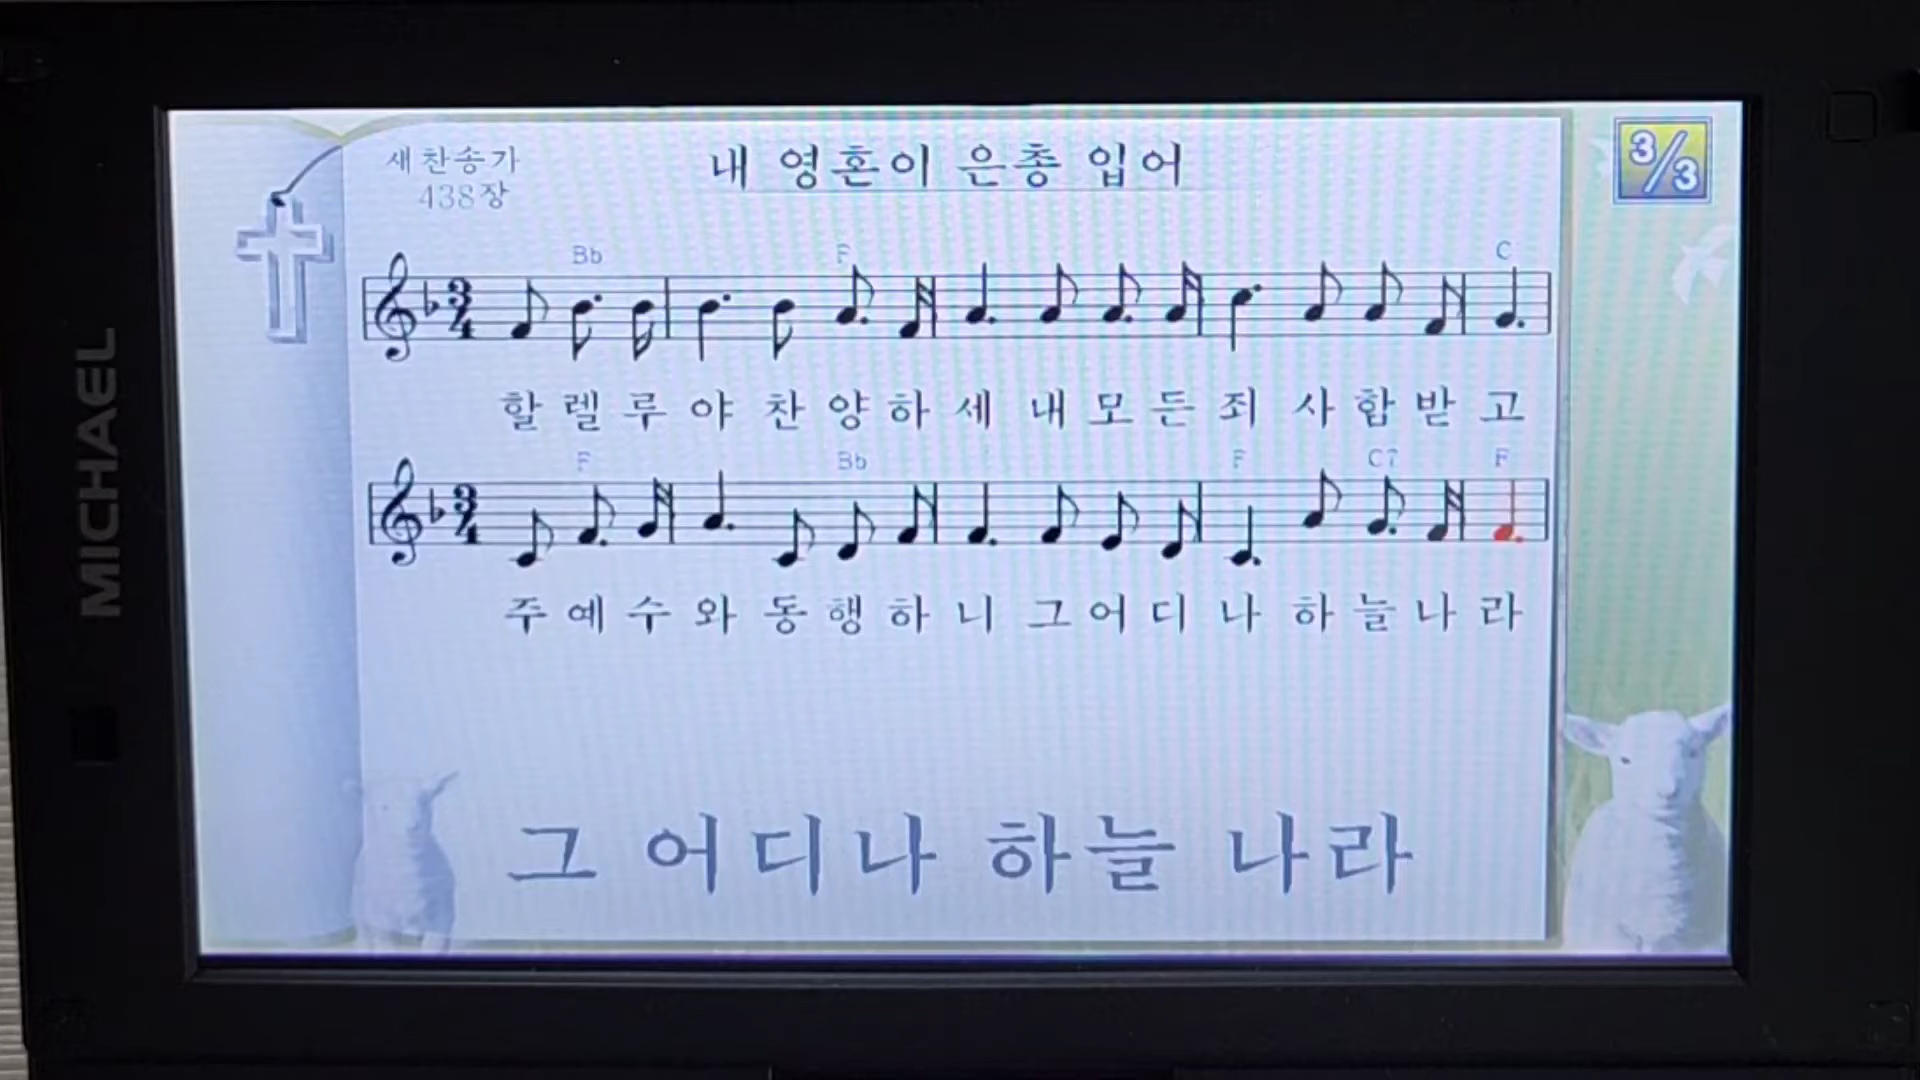 새찬송가
438장
내 영혼이 은총 입어
3/3
MICHAEL
Bb F C
할 렐 루 야 찬 양 하 세 내 모 든 죄 사 함 받 고
F Bb F C7 F
주 예 수 와 동 행 하 니 그 어 디 나 하 늘 나 라
그 어디나 하늘 나라